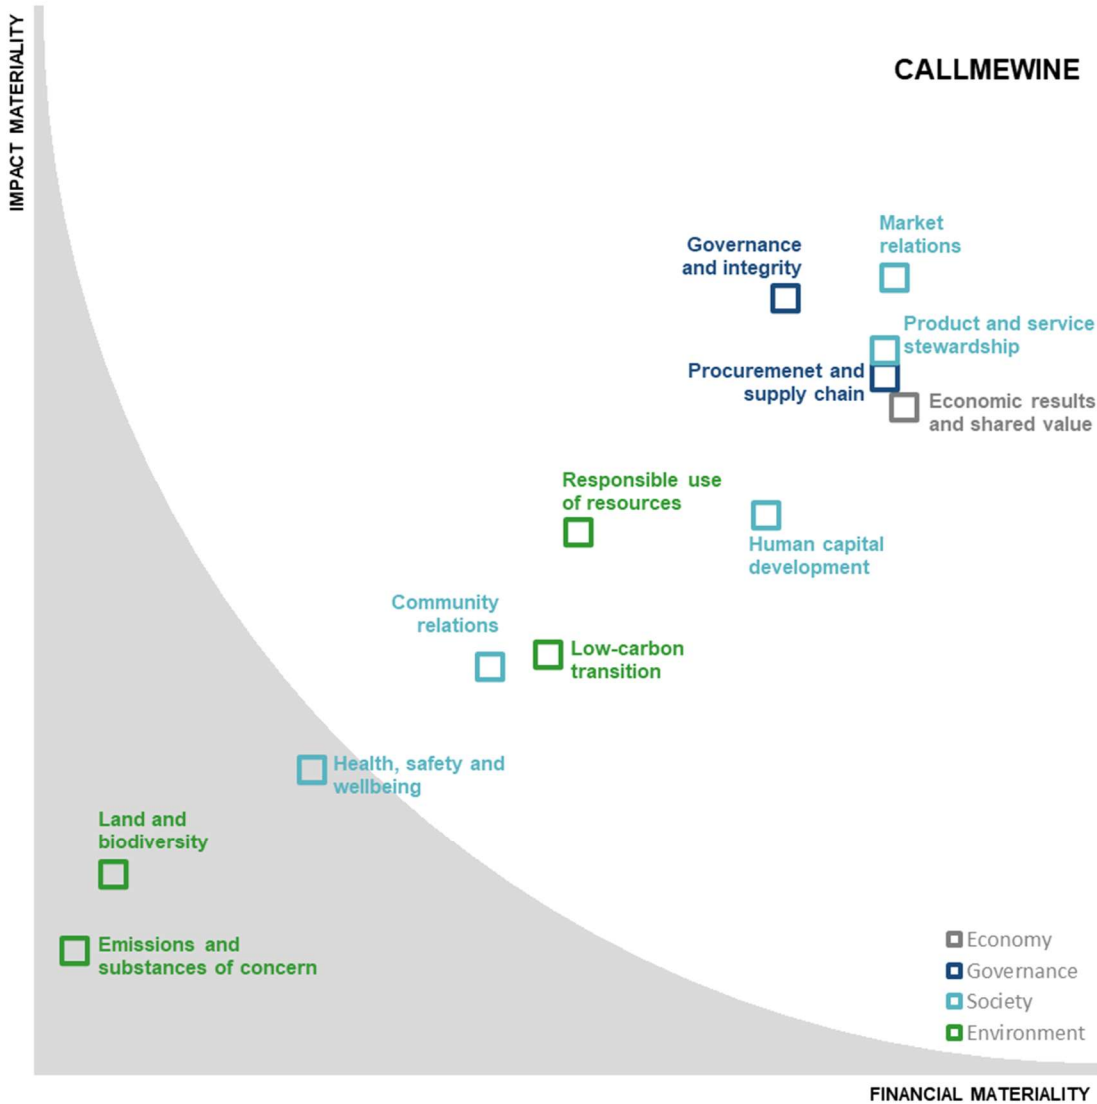 IMPACT MATERIALITY
CALLMEWINE
Market
relations
Governance
and integrity
Product and service
stewardship
Procuremenet and
supply chain
Economic results
and shared value
Responsible use
of resources
Human capital
development
Community
relations
Low-carbon
transition
Health, safety and
wellbeing
Land and
biodiversity
Emissions and
substances of concern
Economy
Governance
Society
Environment
FINANCIAL MATERIALITY